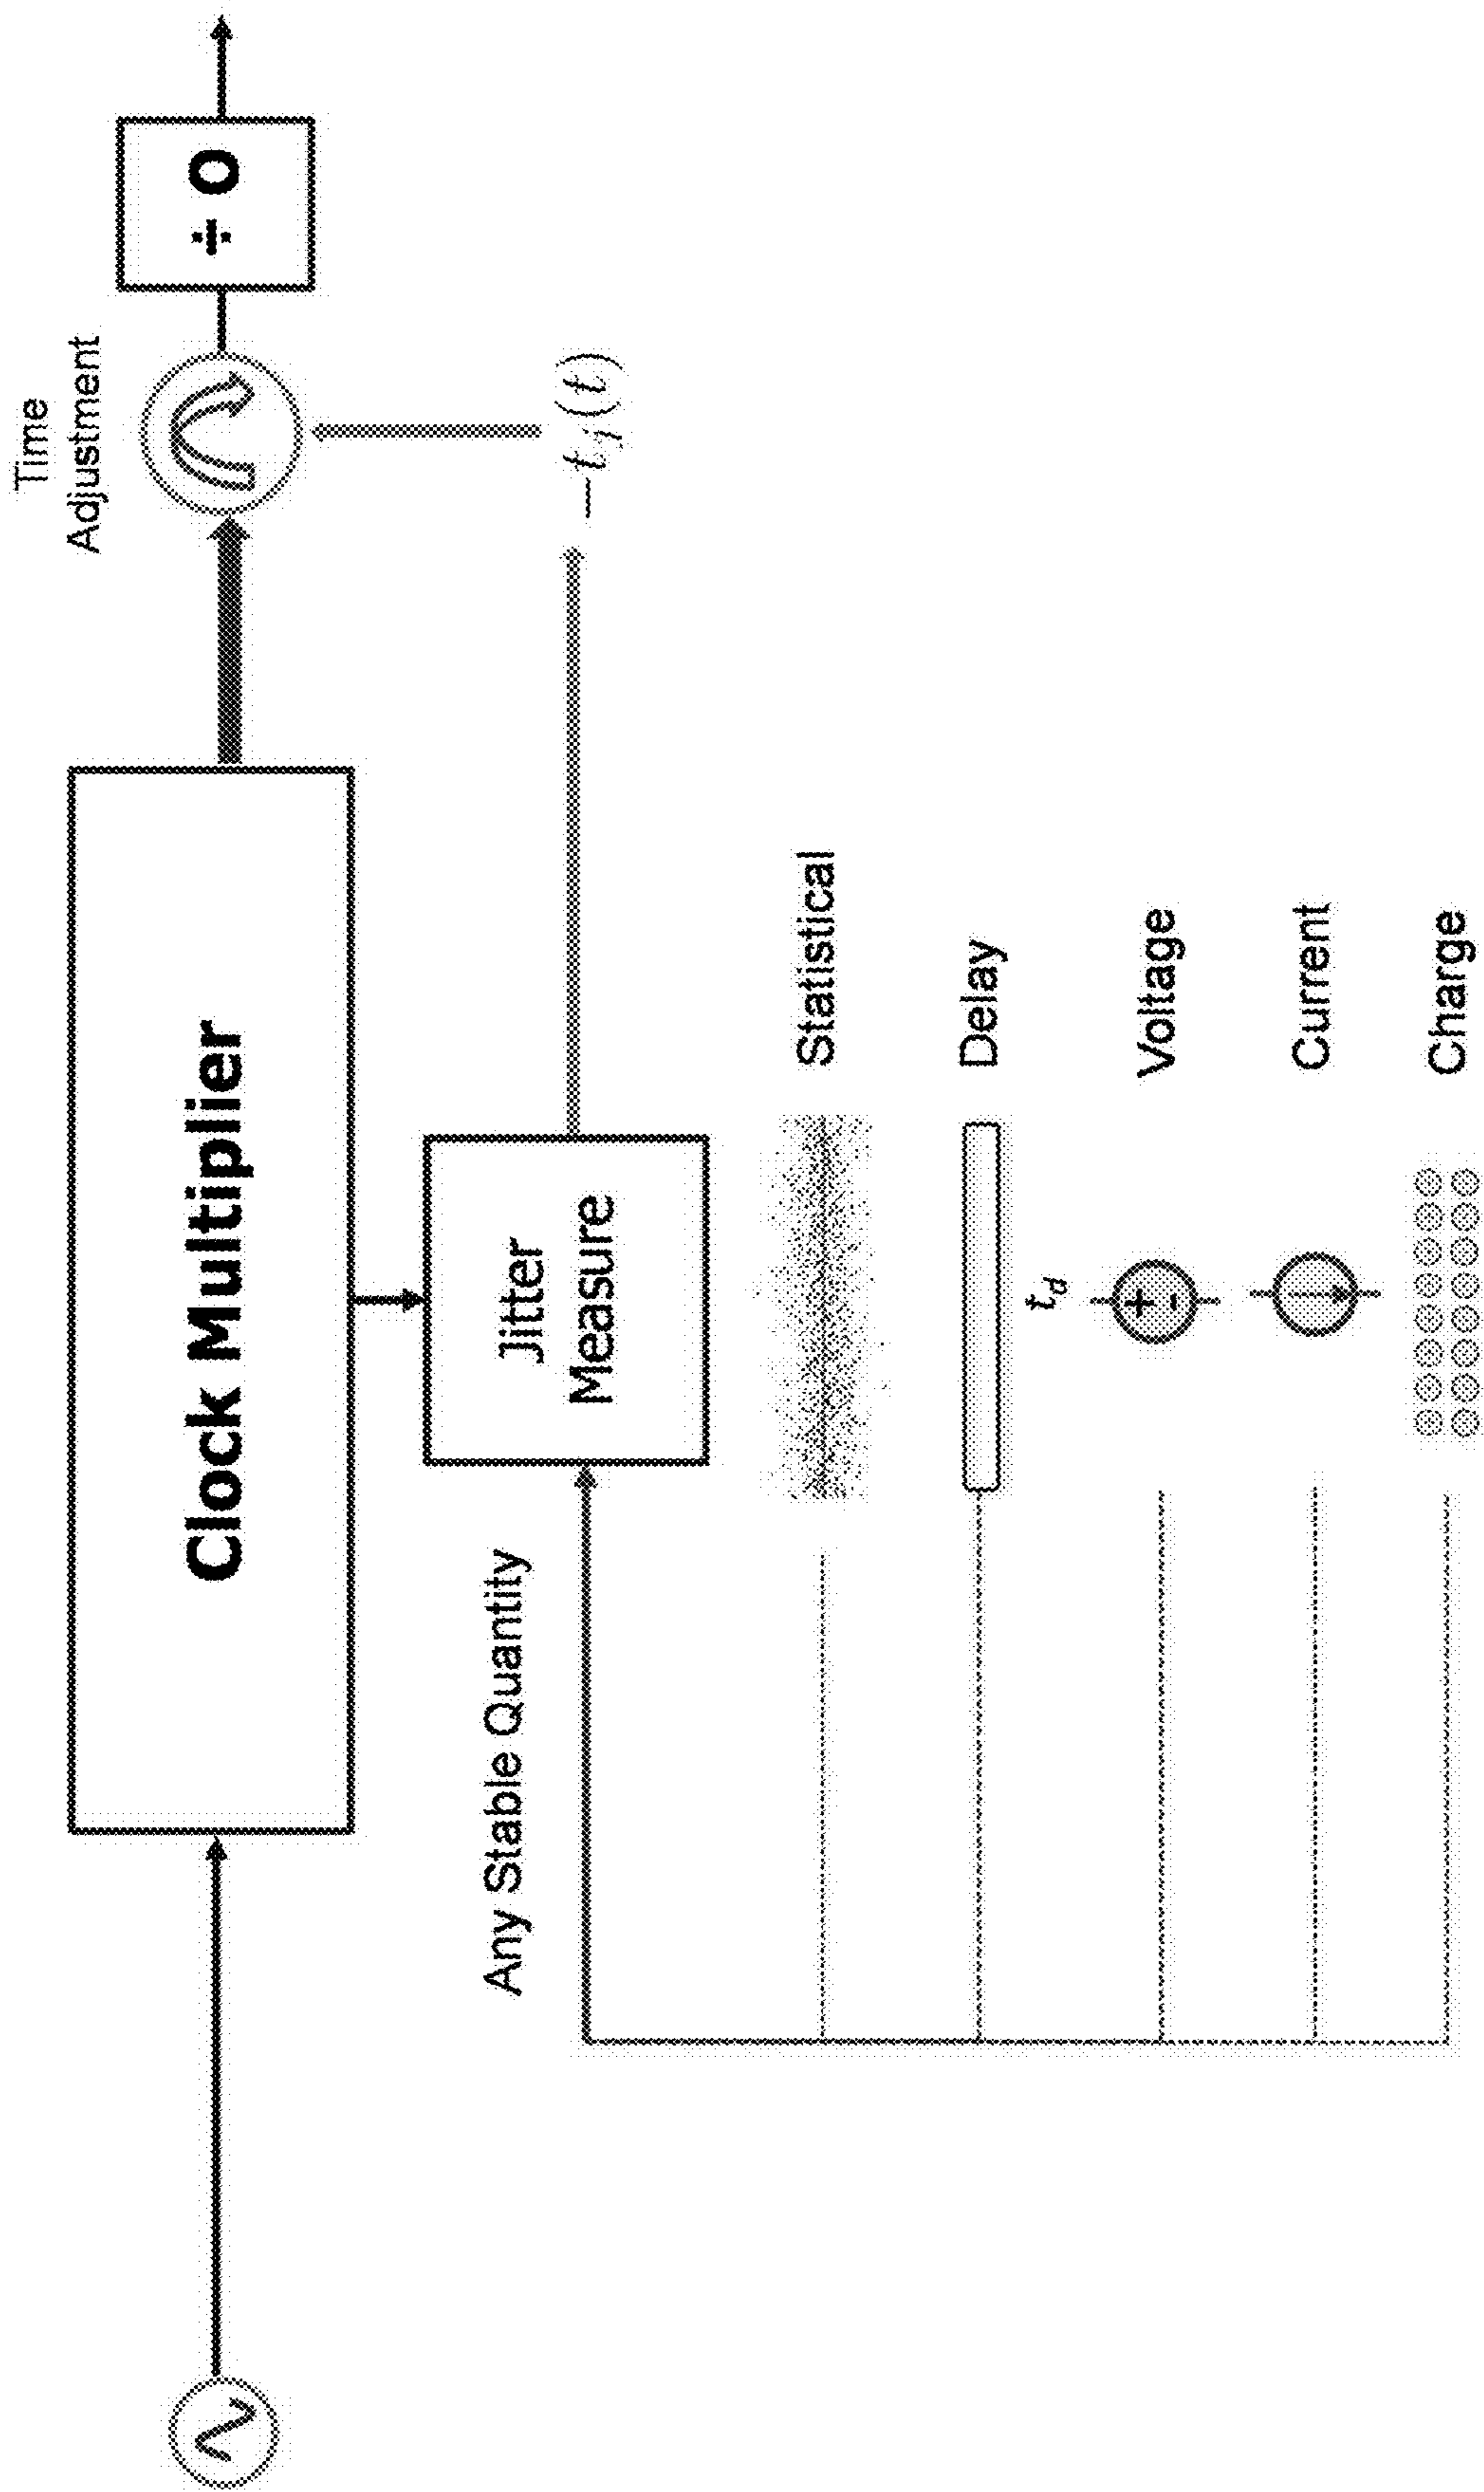 Time
Adjustment
Clock Multiplier
÷ O
Any Stable Quantity
Jitter
Measure
−t_j(t)
Statistical
Delay
t_d
+
-
Voltage
Current
Charge